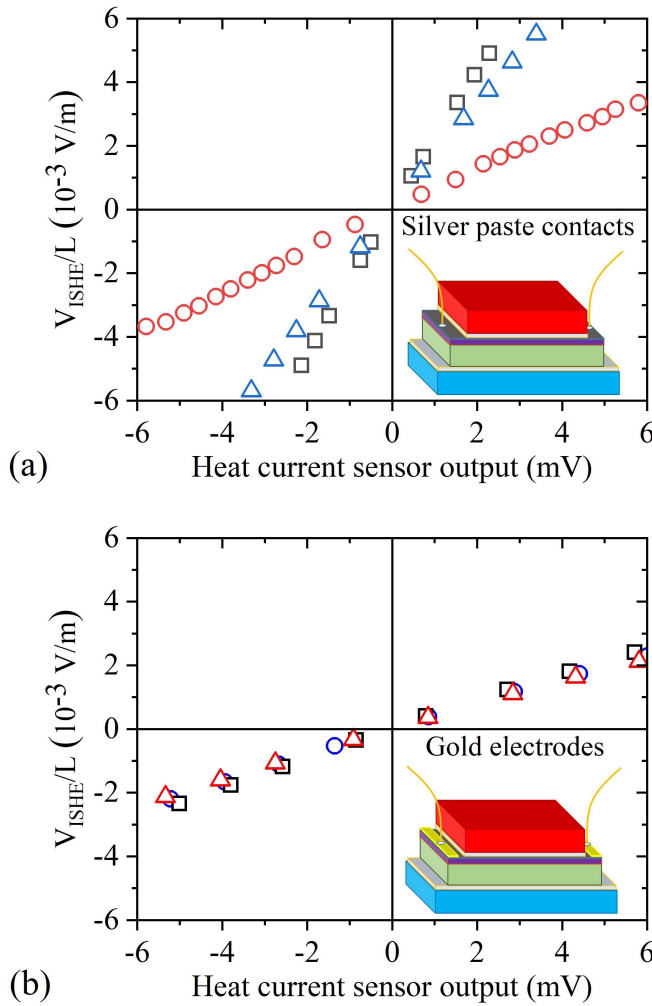 6
4
2
0
-2
-4
-6
V_ISHE/L (10^-3 V/m)
Silver paste contacts
-6 -4 -2 0 2 4 6
(a) Heat current sensor output (mV)
6
4
2
0
-2
-4
-6
V_ISHE/L (10^-3 V/m)
Gold electrodes
-6 -4 -2 0 2 4 6
(b) Heat current sensor output (mV)